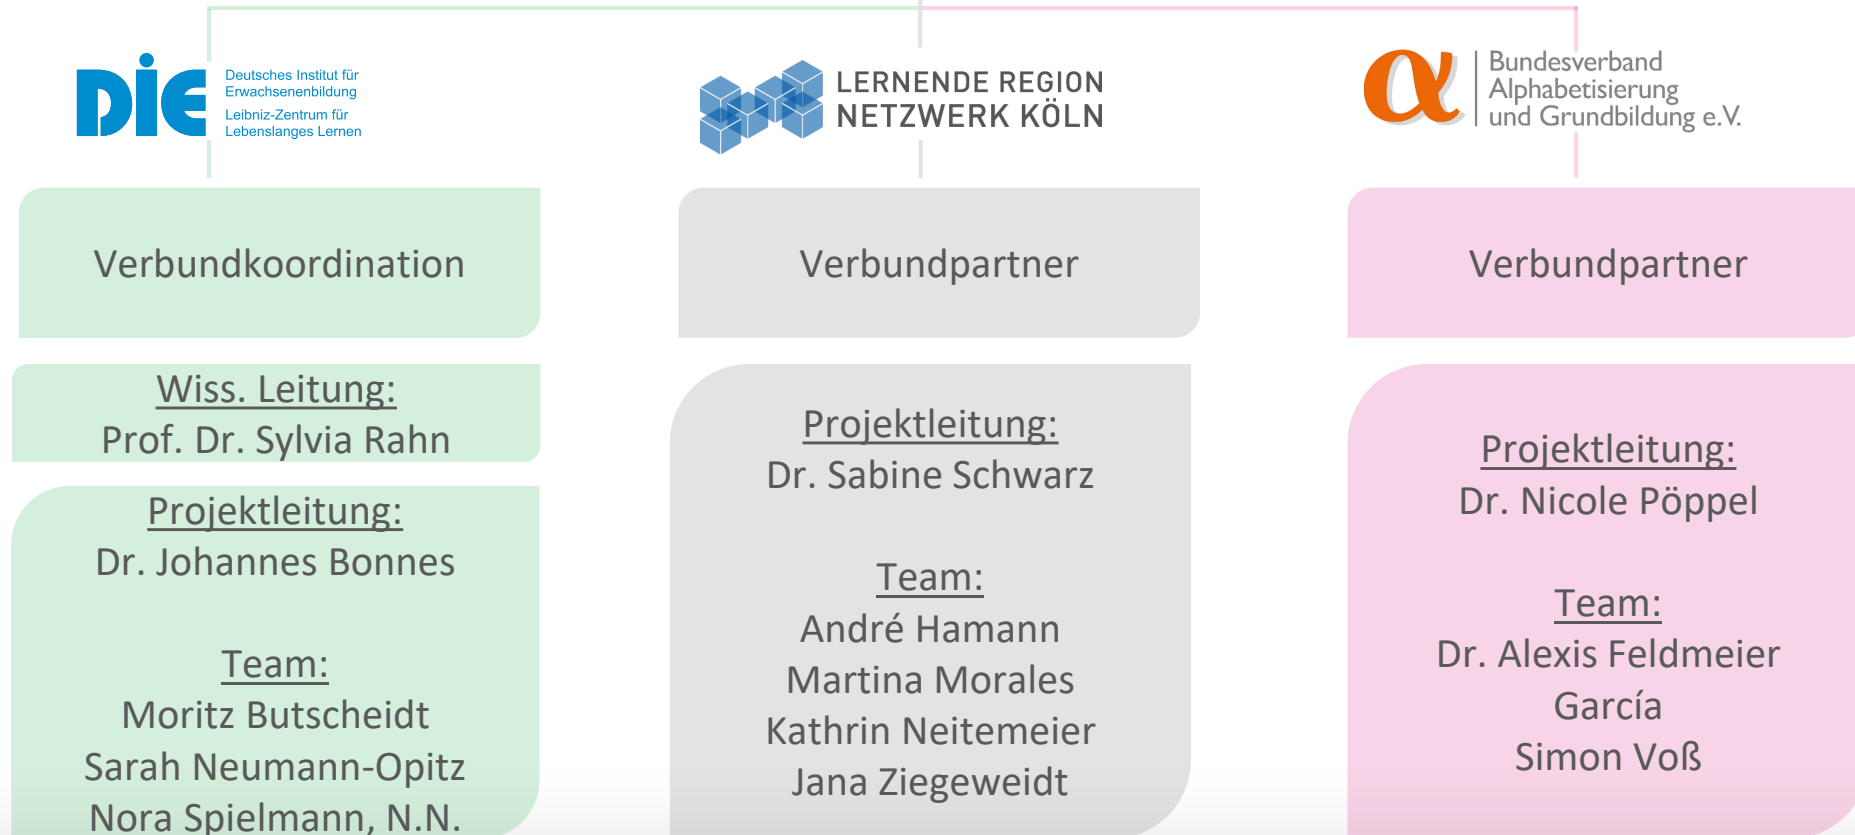 DIE
Deutsches Institut für
Erwachsenenbildung
Leibniz-Zentrum für
Lebenslanges Lernen
Verbundkoordination
Wiss. Leitung:
Prof. Dr. Sylvia Rahn
Projektleitung:
Dr. Johannes Bonnes
Team:
Moritz Butscheidt
Sarah Neumann-Opitz
Nora Spielmann, N.N.
LERNENDE REGION
NETZWERK KÖLN
Verbundpartner
Projektleitung:
Dr. Sabine Schwarz
Team:
André Hamann
Martina Morales
Kathrin Neitemeier
Jana Ziegeweidt
α
Bundesverband
Alphabetisierung
und Grundbildung e.V.
Verbundpartner
Projektleitung:
Dr. Nicole Pöppel
Team:
Dr. Alexis Feldmeier
García
Simon Voß